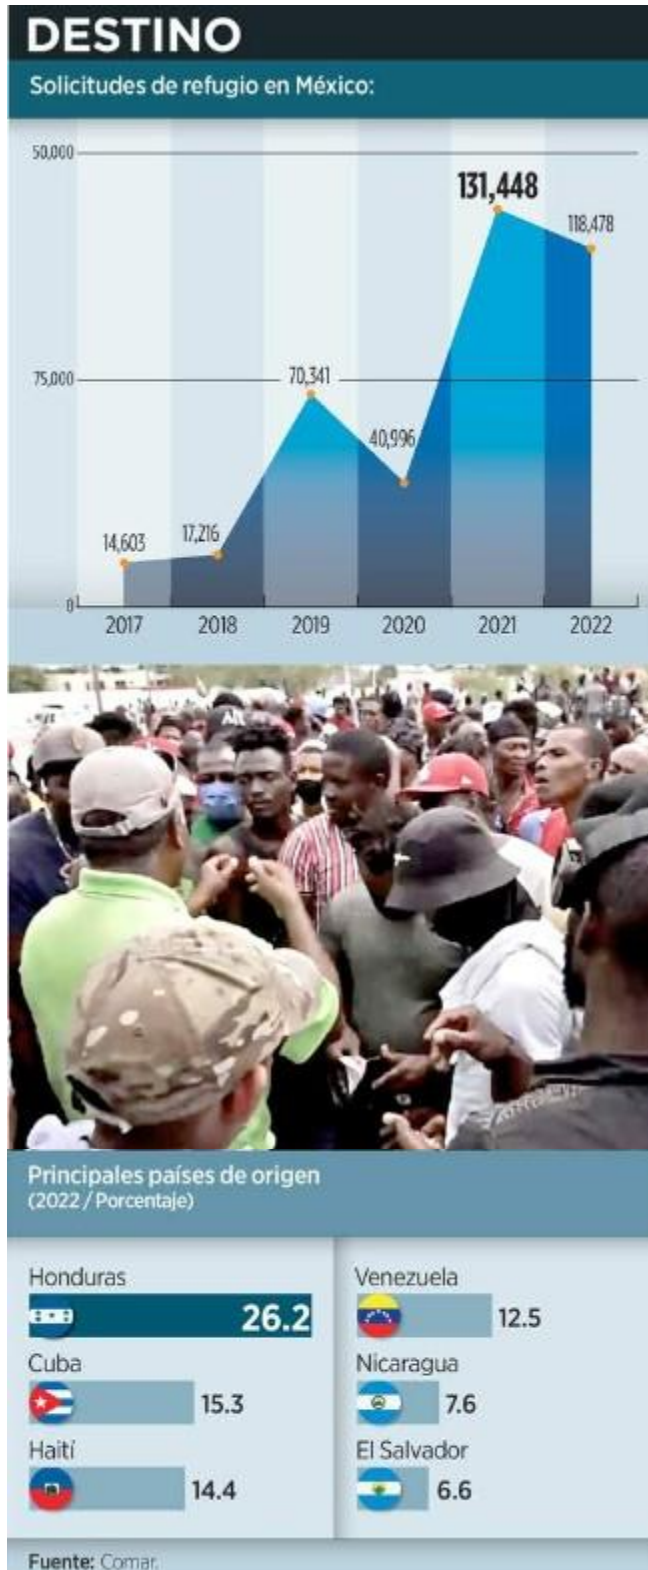 DESTINO
Solicitudes de refugio en México:
50,000
131,448
118,478
75,000
70,341
40,996
14,603
17,216
0
2017 2018 2019 2020 2021 2022
Principales países de origen
(2022 / Porcentaje)
Honduras
26.2
Cuba
15.3
Haití
14.4
Venezuela
12.5
Nicaragua
7.6
El Salvador
6.6
Fuente: Comar.